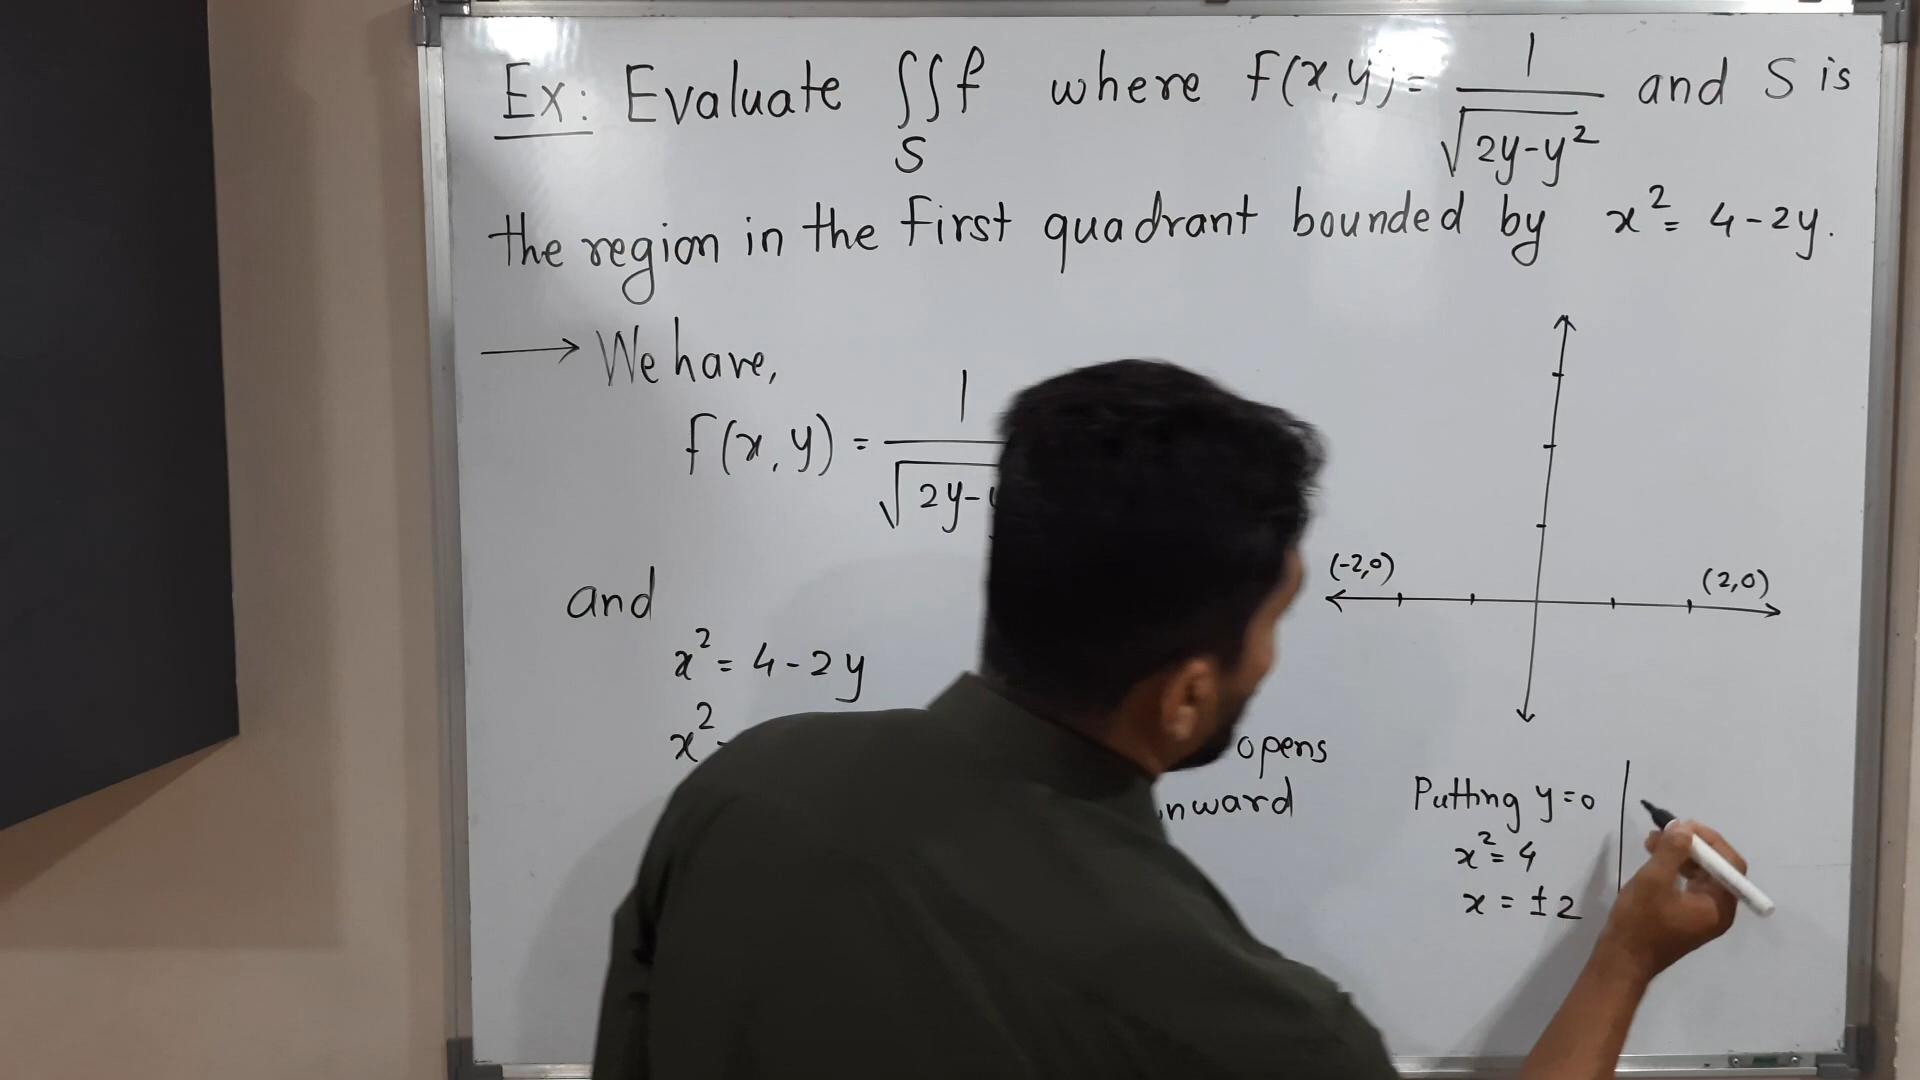 Ex: Evaluate ∫∫_S f where f(x,y) = 1/√(2y-y²) and S is
the region in the first quadrant bounded by x² = 4-2y.
→ We have,
f(x,y) = 1/√(2y-
and
x² = 4-2y
x²
opens
(-2,0)
(2,0)
Putting y=0
x² = 4
x = ±2